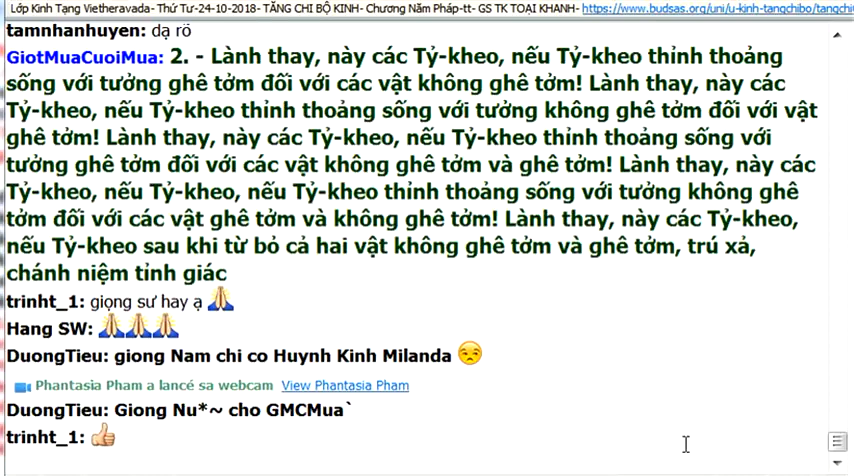 Lớp Kinh Tạng Vietheravada- Thứ Tư-24-10-2018- TĂNG CHI BỘ KINH- Chương Năm Pháp-tt- GS TK TOẠI KHANH- https://www.budsas.org/uni/u-kinh-tangchibo/tangchi
tamnhanhuyen: dạ rõ
GiotMuaCuoiMua: 2. - Lành thay, này các Tỷ-kheo, nếu Tỷ-kheo thỉnh thoảng
sống với tưởng ghê tởm đối với các vật không ghê tởm! Lành thay, này các
Tỷ-kheo, nếu Tỷ-kheo thỉnh thoảng sống với tưởng không ghê tởm đối với vật
ghê tởm! Lành thay, này các Tỷ-kheo, nếu Tỷ-kheo thỉnh thoảng sống với
tưởng ghê tởm đối với các vật không ghê tởm và ghê tởm! Lành thay, này các
Tỷ-kheo, nếu Tỷ-kheo, nếu Tỷ-kheo thỉnh thoảng sống với tưởng không ghê
tởm đối với các vật ghê tởm và không ghê tởm! Lành thay, này các Tỷ-kheo,
nếu Tỷ-kheo sau khi từ bỏ cả hai vật không ghê tởm và ghê tởm, trú xả,
chánh niệm tỉnh giác
trinht_1: giọng sư hay ạ 🙏
Hang SW: 🙏🙏🙏
DuongTieu: giong Nam chi co Huynh Kinh Milanda 😒
Phantasia Pham a lancé sa webcam View Phantasia Pham
DuongTieu: Giong Nu*~ cho GMCMua`
trinht_1: 👍